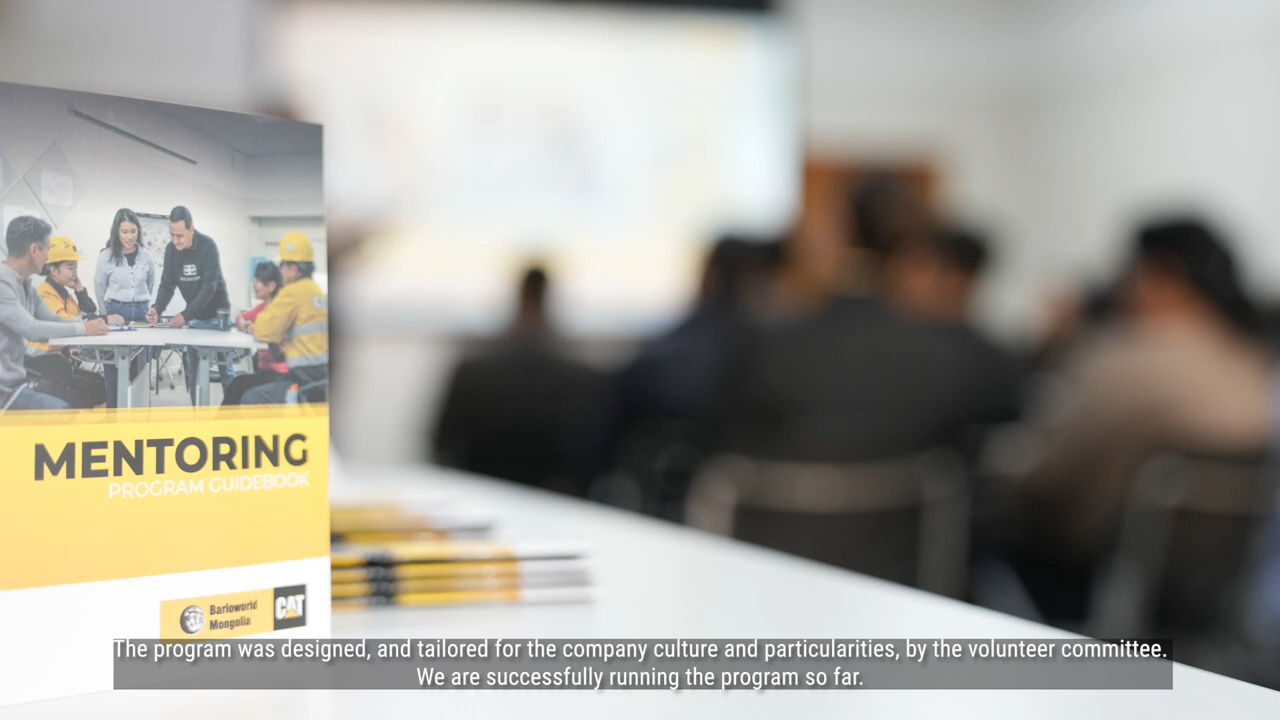 MENTORING
PROGRAM GUIDEBOOK
Barloworld
Mongolia
CAT
The program was designed, and tailored for the company culture and particularities, by the volunteer committee.
We are successfully running the program so far.